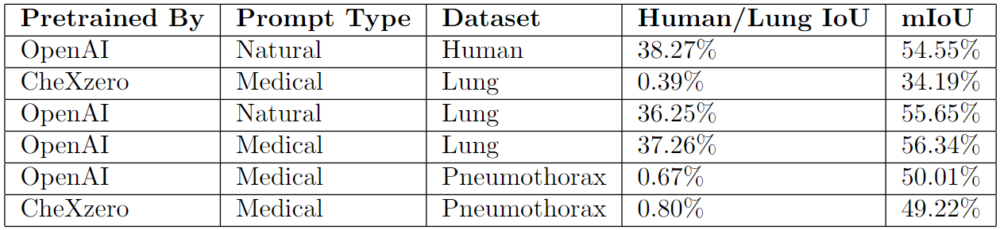 Pretrained By Prompt Type Dataset Human/Lung IoU mIoU
OpenAI Natural Human 38.27% 54.55%
CheXzero Medical Lung 0.39% 34.19%
OpenAI Natural Lung 36.25% 55.65%
OpenAI Medical Lung 37.26% 56.34%
OpenAI Medical Pneumothorax 0.67% 50.01%
CheXzero Medical Pneumothorax 0.80% 49.22%